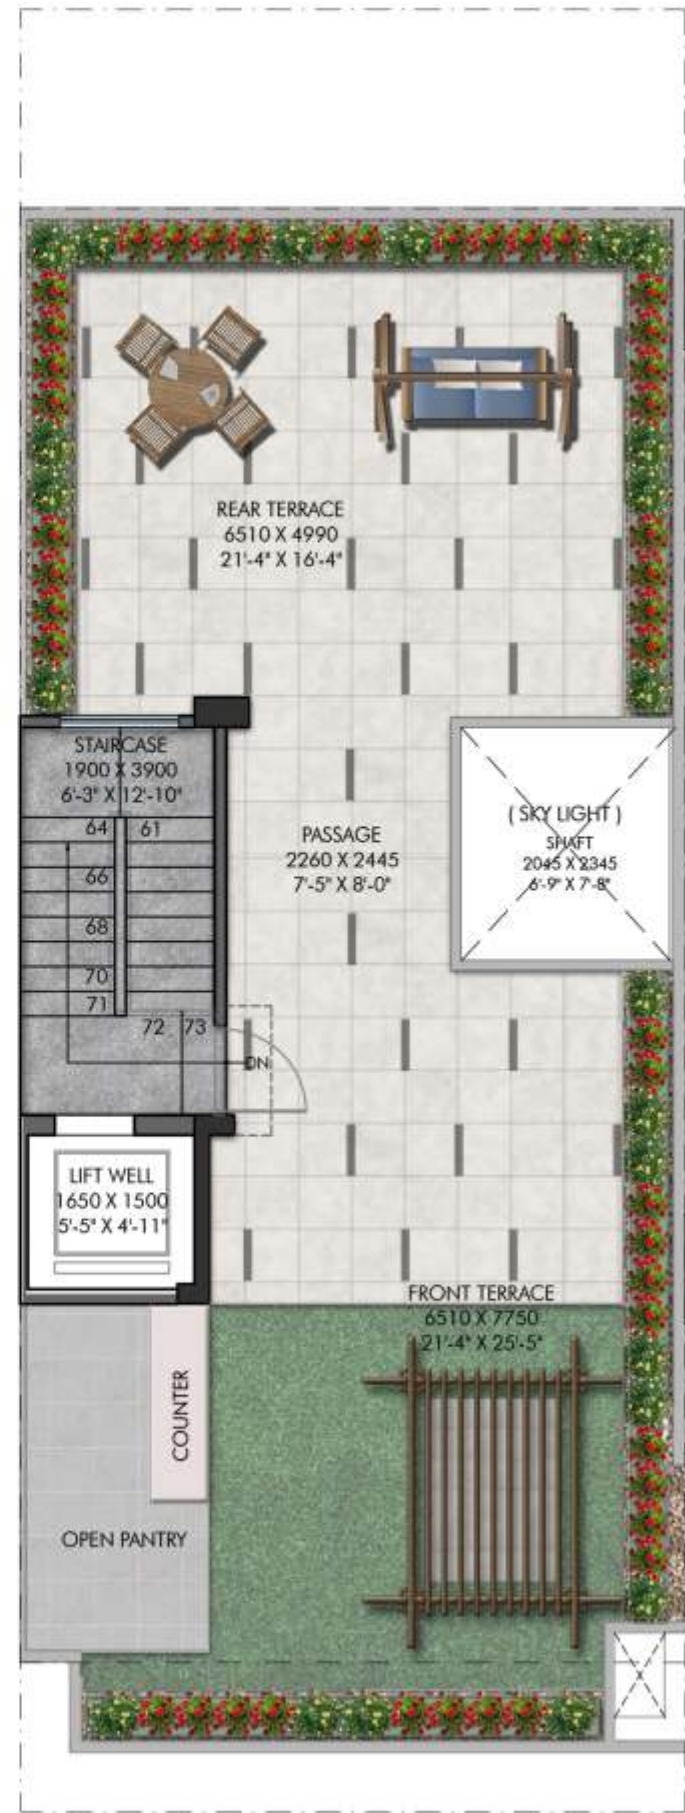 REAR TERRACE
6510 X 4990
21'-4" X 16'-4"
STAIRCASE
1900 X 3900
6'-3" X 12'-10"
64 61
66
68
70
71
72 73
DN
PASSAGE
2260 X 2445
7'-5" X 8'-0"
( SKY LIGHT )
SHAFT
2045 X 2345
6'-9" X 7'-8"
LIFT WELL
1650 X 1500
5'-5" X 4'-11"
FRONT TERRACE
6510 X 7750
21'-4" X 25'-5"
COUNTER
OPEN PANTRY